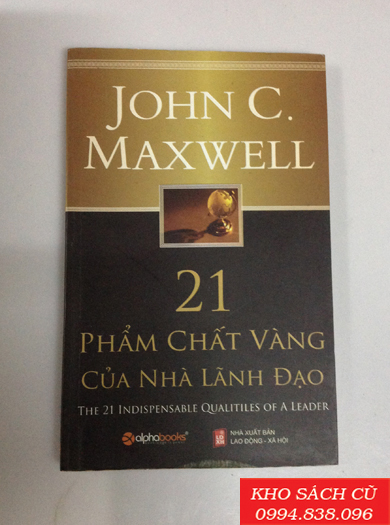 JOHN C.
MAXWELL
21
PHẨM CHẤT VÀNG
CỦA NHÀ LÃNH ĐẠO
THE 21 INDISPENSABLE QUALITILES OF A LEADER
alphabooks
NHÀ XUẤT BẢN
LAO ĐỘNG - XÃ HỘI
KHO SÁCH CŨ
0994.838.096